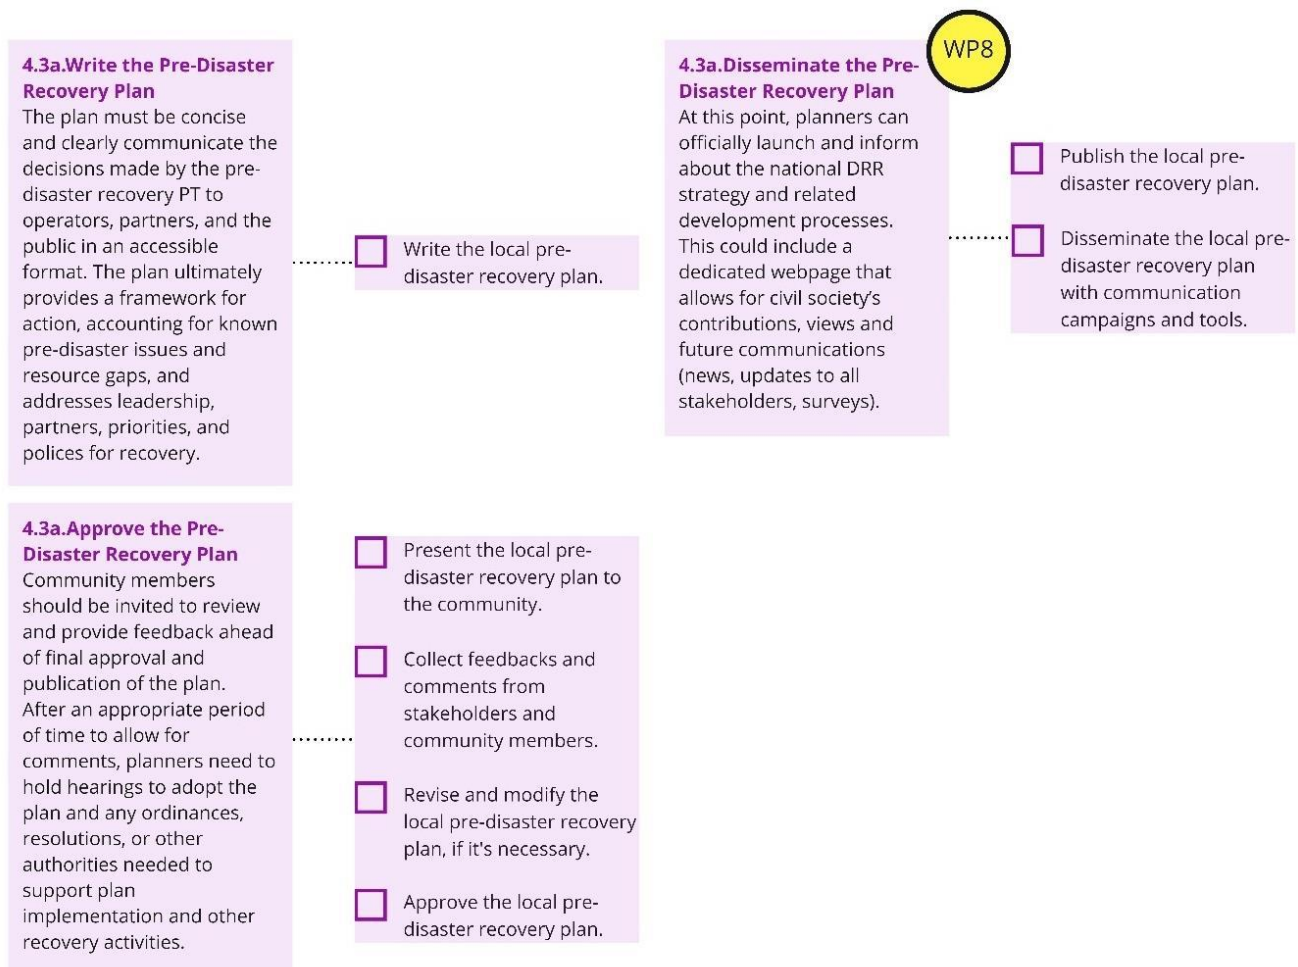 4.3a.Write the Pre-Disaster
Recovery Plan
The plan must be concise
and clearly communicate the
decisions made by the pre-
disaster recovery PT to
operators, partners, and the
public in an accessible
format. The plan ultimately
provides a framework for
action, accounting for known
pre-disaster issues and
resource gaps, and
addresses leadership,
partners, priorities, and
polices for recovery.
Write the local pre-
disaster recovery plan.
4.3a.Approve the Pre-
Disaster Recovery Plan
Community members
should be invited to review
and provide feedback ahead
of final approval and
publication of the plan.
After an appropriate period
of time to allow for
comments, planners need to
hold hearings to adopt the
plan and any ordinances,
resolutions, or other
authorities needed to
support plan
implementation and other
recovery activities.
Present the local pre-
disaster recovery plan to
the community.
Collect feedbacks and
comments from
stakeholders and
community members.
Revise and modify the
local pre-disaster recovery
plan, if it's necessary.
Approve the local pre-
disaster recovery plan.
4.3a.Disseminate the Pre-
Disaster Recovery Plan
At this point, planners can
officially launch and inform
about the national DRR
strategy and related
development processes.
This could include a
dedicated webpage that
allows for civil society’s
contributions, views and
future communications
(news, updates to all
stakeholders, surveys).
WP8
Publish the local pre-
disaster recovery plan.
Disseminate the local pre-
disaster recovery plan
with communication
campaigns and tools.